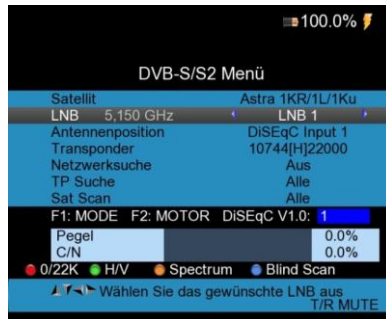 100.0%
DVB-S/S2 Menü
Satellit Astra 1KR/1L/1Ku
LNB 5,150 GHz LNB 1
Antennenposition DiSEqC Input 1
Transponder 10744[H]22000
Netzwerksuche Aus
TP Suche Alle
Sat Scan Alle
F1: MODE F2: MOTOR DiSEqC V1.0: 1
Pegel 0.0%
C/N 0.0%
0/22K H/V Spectrum Blind Scan
Wählen Sie das gewünschte LNB aus
T/R MUTE